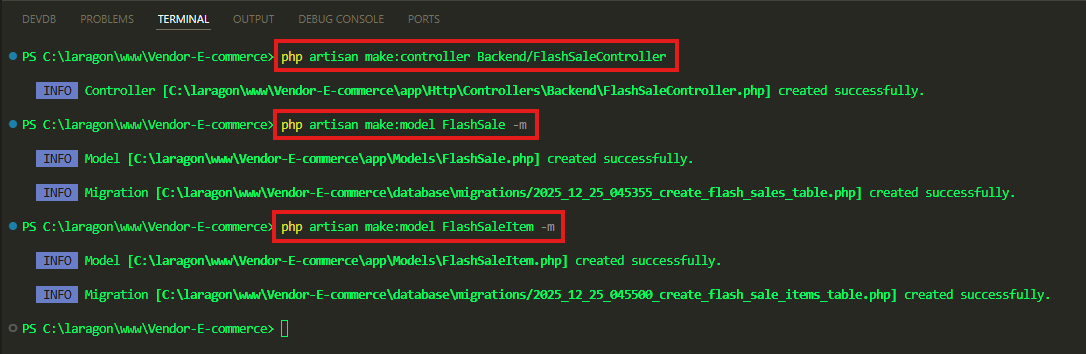 DEVDB PROBLEMS TERMINAL OUTPUT DEBUG CONSOLE PORTS
PS C:\laragon\www\Vendor-E-commerce> php artisan make:controller Backend/FlashSaleController
INFO Controller [C:\laragon\www\Vendor-E-commerce\app\Http\Controllers\Backend\FlashSaleController.php] created successfully.
PS C:\laragon\www\Vendor-E-commerce> php artisan make:model FlashSale -m
INFO Model [C:\laragon\www\Vendor-E-commerce\app\Models\FlashSale.php] created successfully.
INFO Migration [C:\laragon\www\Vendor-E-commerce\database\migrations/2025_12_25_045355_create_flash_sales_table.php] created successfully.
PS C:\laragon\www\Vendor-E-commerce> php artisan make:model FlashSaleItem -m
INFO Model [C:\laragon\www\Vendor-E-commerce\app\Models\FlashSaleItem.php] created successfully.
INFO Migration [C:\laragon\www\Vendor-E-commerce\database\migrations/2025_12_25_045500_create_flash_sale_items_table.php] created successfully.
PS C:\laragon\www\Vendor-E-commerce>